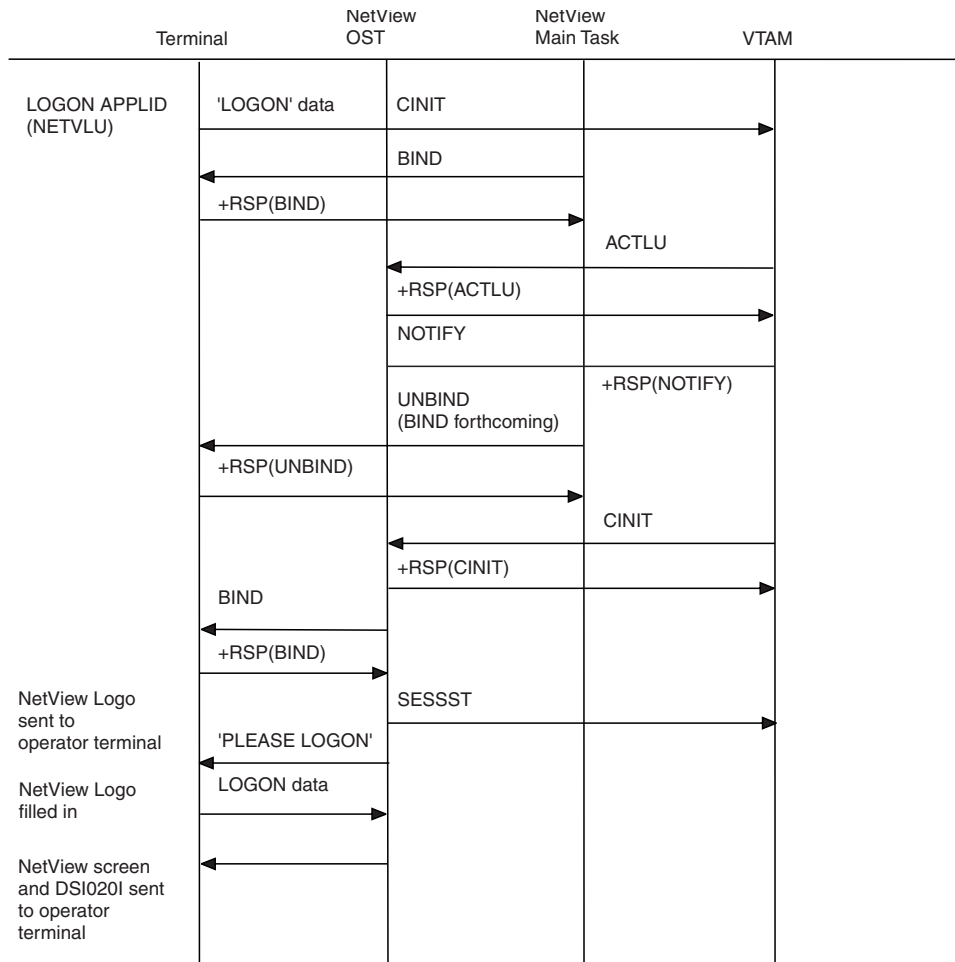 NetView
OST
NetView
Main Task
Terminal
VTAM
LOGON APPLID
(NETVLU)
'LOGON' data
CINIT
BIND
+RSP(BIND)
ACTLU
+RSP(ACTLU)
NOTIFY
+RSP(NOTIFY)
UNBIND
(BIND forthcoming)
+RSP(UNBIND)
CINIT
+RSP(CINIT)
BIND
+RSP(BIND)
NetView Logo
sent to
operator terminal
SESSST
'PLEASE LOGON'
NetView Logo
filled in
LOGON data
NetView screen
and DSI020I sent
to operator
terminal